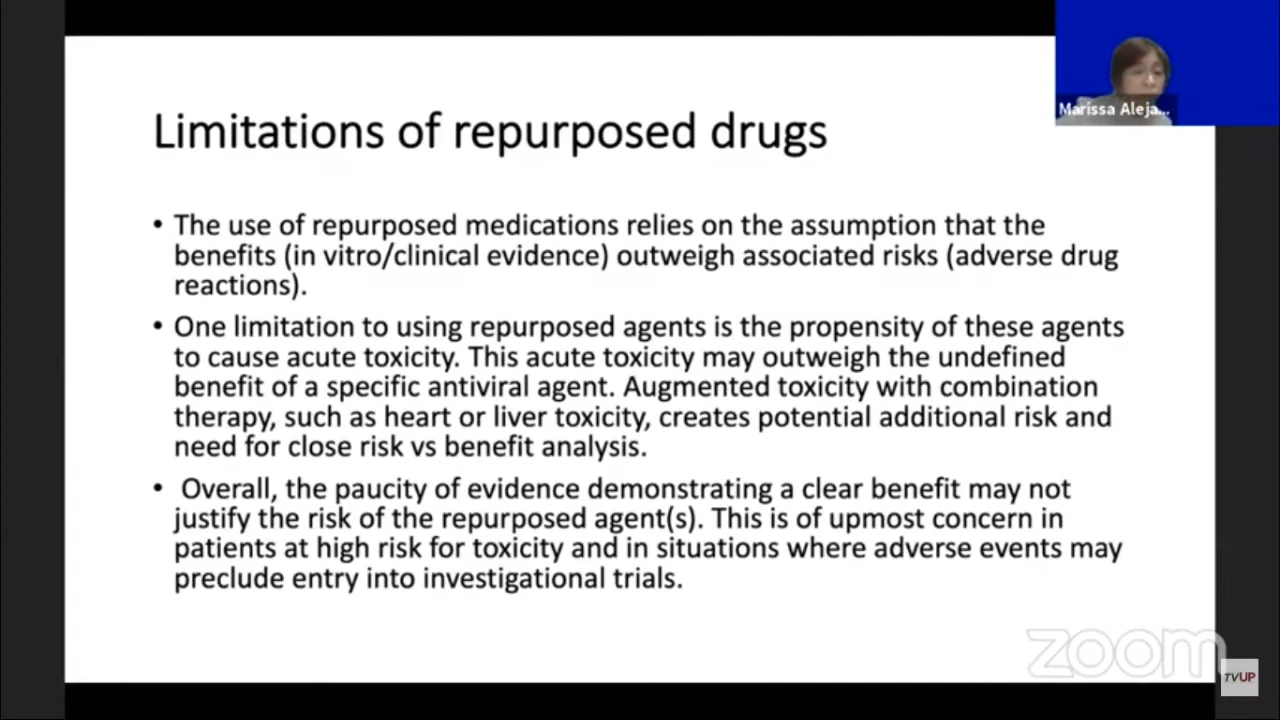 Marissa Aleja...
Limitations of repurposed drugs
• The use of repurposed medications relies on the assumption that the
benefits (in vitro/clinical evidence) outweigh associated risks (adverse drug
reactions).
• One limitation to using repurposed agents is the propensity of these agents
to cause acute toxicity. This acute toxicity may outweigh the undefined
benefit of a specific antiviral agent. Augmented toxicity with combination
therapy, such as heart or liver toxicity, creates potential additional risk and
need for close risk vs benefit analysis.
• Overall, the paucity of evidence demonstrating a clear benefit may not
justify the risk of the repurposed agent(s). This is of upmost concern in
patients at high risk for toxicity and in situations where adverse events may
preclude entry into investigational trials.
zoom
TVUP